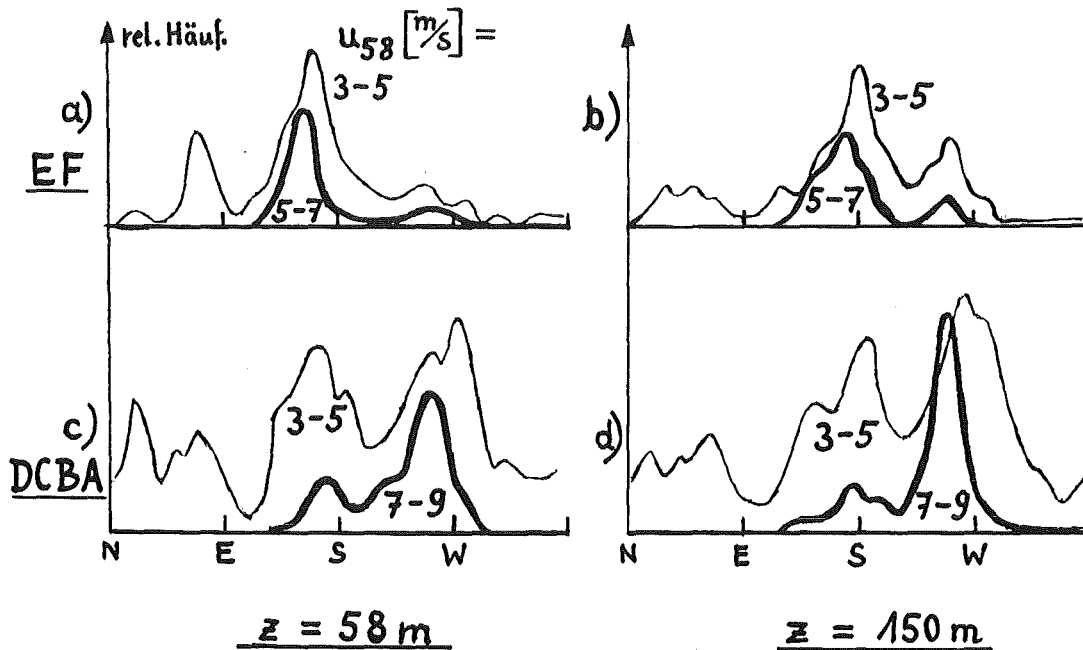 rel. Häuf. u58 [m/s] =
a) 3-5 b) 3-5
EF 5-7 5-7
c) 3-5 d) 3-5
DCBA 7-9 7-9
N E S W N E S W
z = 58 m z = 150 m